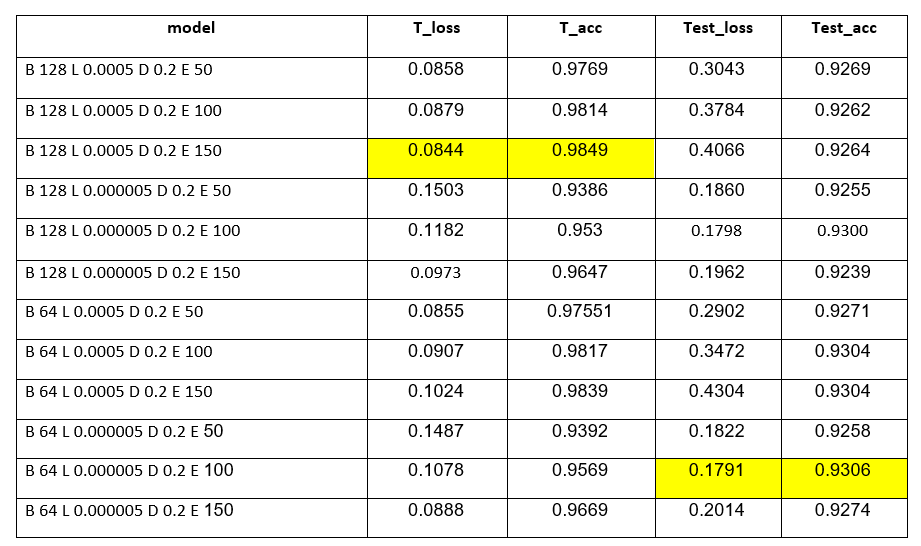 model T_loss T_acc Test_loss Test_acc
B 128 L 0.0005 D 0.2 E 50 0.0858 0.9769 0.3043 0.9269
B 128 L 0.0005 D 0.2 E 100 0.0879 0.9814 0.3784 0.9262
B 128 L 0.0005 D 0.2 E 150 0.0844 0.9849 0.4066 0.9264
B 128 L 0.000005 D 0.2 E 50 0.1503 0.9386 0.1860 0.9255
B 128 L 0.000005 D 0.2 E 100 0.1182 0.953 0.1798 0.9300
B 128 L 0.000005 D 0.2 E 150 0.0973 0.9647 0.1962 0.9239
B 64 L 0.0005 D 0.2 E 50 0.0855 0.97551 0.2902 0.9271
B 64 L 0.0005 D 0.2 E 100 0.0907 0.9817 0.3472 0.9304
B 64 L 0.0005 D 0.2 E 150 0.1024 0.9839 0.4304 0.9304
B 64 L 0.000005 D 0.2 E 50 0.1487 0.9392 0.1822 0.9258
B 64 L 0.000005 D 0.2 E 100 0.1078 0.9569 0.1791 0.9306
B 64 L 0.000005 D 0.2 E 150 0.0888 0.9669 0.2014 0.9274